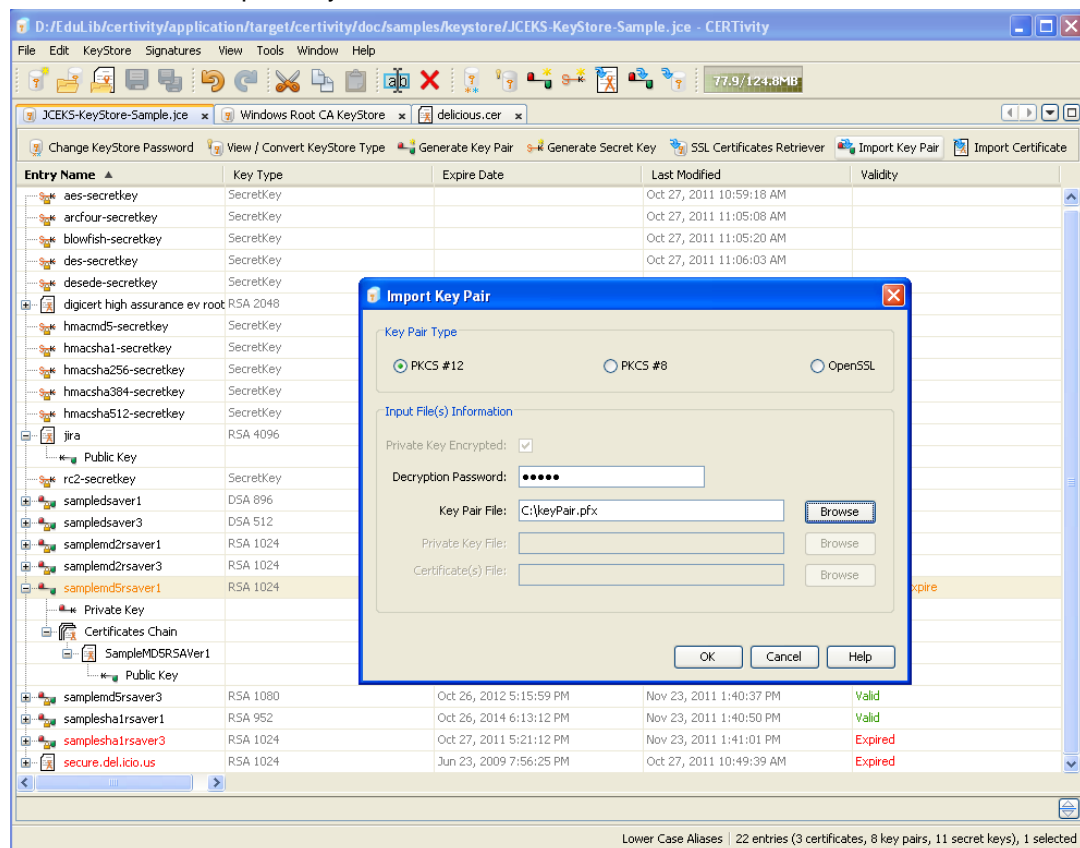 D:/EduLib/certivity/application/target/certivity/doc/samples/keystore/JCEKS-KeyStore-Sample.jce - CERTivity
File Edit KeyStore Signatures View Tools Window Help
77.9/124.8MB
JCEKS-KeyStore-Sample.jce x Windows Root CA KeyStore x delicious.cer x
Change KeyStore Password View / Convert KeyStore Type Generate Key Pair Generate Secret Key SSL Certificates Retriever Import Key Pair Import Certificate
Entry Name Key Type Expire Date Last Modified Validity
aes-secretkey SecretKey Oct 27, 2011 10:59:18 AM
arcfour-secretkey SecretKey Oct 27, 2011 11:05:08 AM
blowfish-secretkey SecretKey Oct 27, 2011 11:05:20 AM
des-secretkey SecretKey Oct 27, 2011 11:06:03 AM
desede-secretkey SecretKey
digicert high assurance ev root RSA 2048
hmacmd5-secretkey SecretKey
hmacsha1-secretkey SecretKey
hmacsha256-secretkey SecretKey
hmacsha384-secretkey SecretKey
hmacsha512-secretkey SecretKey
jira RSA 4096
Public Key
rc2-secretkey SecretKey
sampledsaver1 DSA 896
sampledsaver3 DSA 512
samplemd2rsaver1 RSA 1024
samplemd2rsaver3 RSA 1024
samplemd5rsaver1 RSA 1024 xpire
Private Key
Certificates Chain
SampleMD5RSAVer1
Public Key
samplemd5rsaver3 RSA 1080 Oct 26, 2012 5:15:59 PM Nov 23, 2011 1:40:37 PM Valid
samplesha1rsaver1 RSA 952 Oct 26, 2014 6:13:12 PM Nov 23, 2011 1:40:50 PM Valid
samplesha1rsaver3 RSA 1024 Oct 27, 2011 5:21:12 PM Nov 23, 2011 1:41:01 PM Expired
secure.del.icio.us RSA 1024 Jun 23, 2009 7:56:25 PM Oct 27, 2011 10:49:39 AM Expired
Import Key Pair
Key Pair Type
PKCS #12 PKCS #8 OpenSSL
Input File(s) Information
Private Key Encrypted:
Decryption Password: •••••
Key Pair File: C:\keyPair.pfx Browse
Private Key File: Browse
Certificate(s) File: Browse
OK Cancel Help
Lower Case Aliases 22 entries (3 certificates, 8 key pairs, 11 secret keys), 1 selected